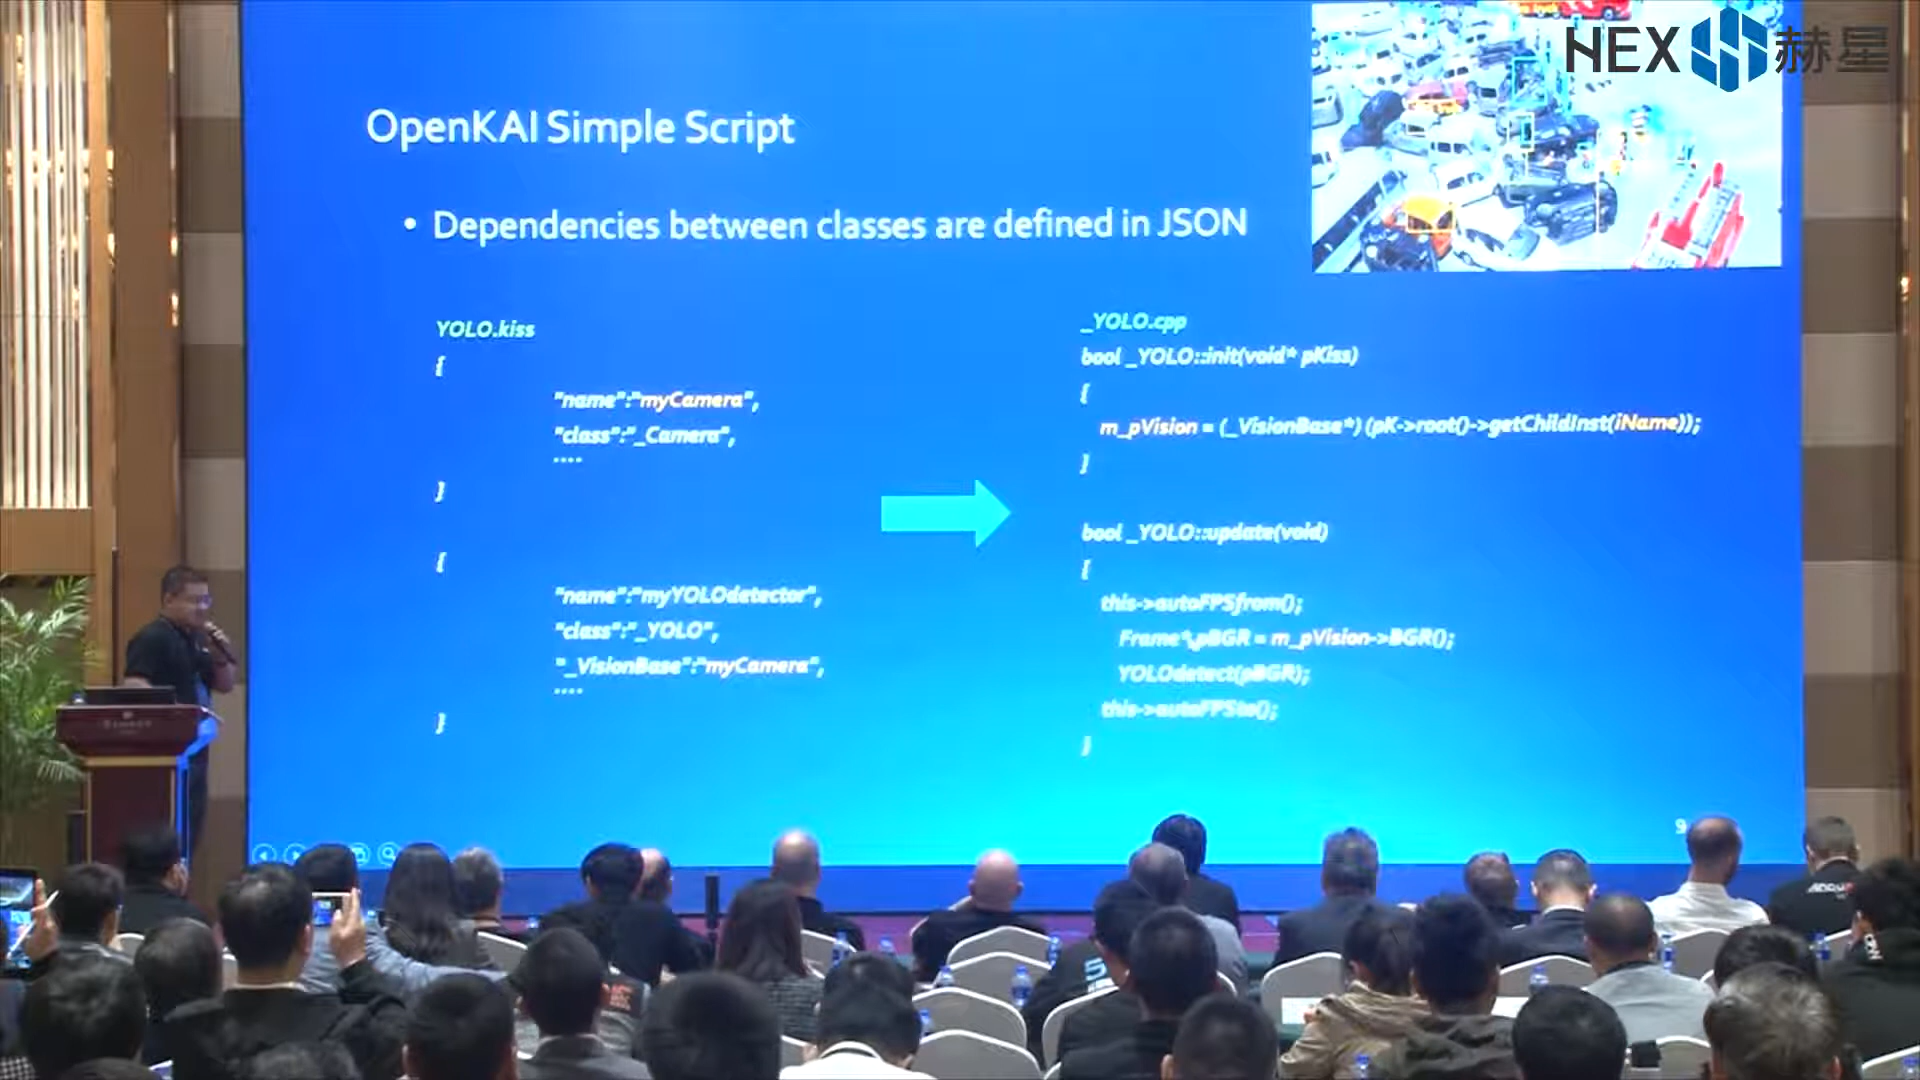 HEX 赫星
OpenKAI Simple Script
• Dependencies between classes are defined in JSON
YOLO.kiss
{
"name":"myCamera",
"class":"_Camera",
....
}
{
"name":"myYOLOdetector",
"class":"_YOLO",
"_VisionBase":"myCamera",
....
}
_YOLO.cpp
bool _YOLO::init(void* pKiss)
{
m_pVision = (_VisionBase*) (pK->root()->getChildInst(iName));
}
bool _YOLO::update(void)
{
this->autoFPSfrom();
Frame* pBGR = m_pVision->BGR();
YOLOdetect(pBGR);
this->autoFPSto();
}
9